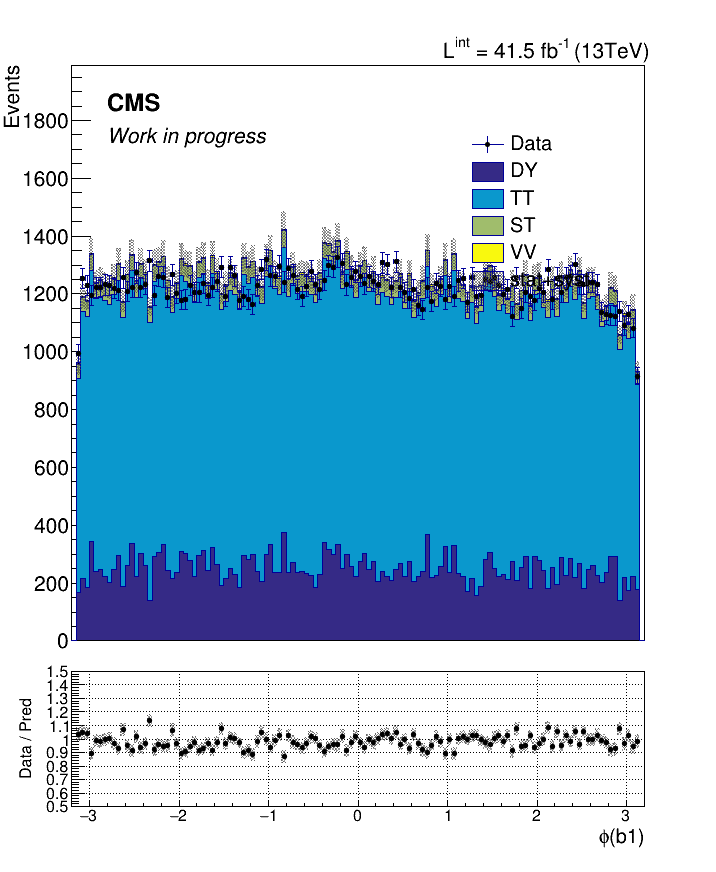 L^int = 41.5 fb^-1 (13TeV)
Events
CMS
Work in progress
Data
DY
TT
ST
VV
1800
1600
1400
1200
1000
800
600
400
200
0
Data / Pred
1.5
1.4
1.3
1.2
1.1
1
0.9
0.8
0.7
0.6
0.5
−3 −2 −1 0 1 2 3
ϕ(b1)